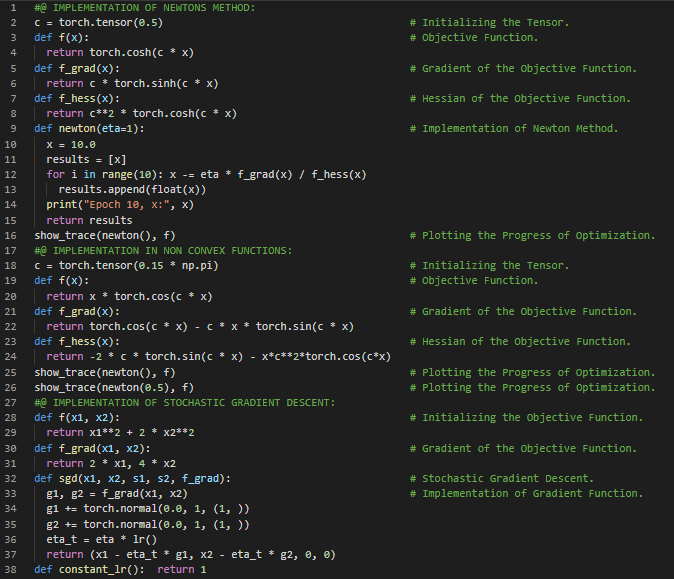 1 #@ IMPLEMENTATION OF NEWTONS METHOD:
2 c = torch.tensor(0.5) # Initializing the Tensor.
3 def f(x): # Objective Function.
4 return torch.cosh(c * x)
5 def f_grad(x): # Gradient of the Objective Function.
6 return c * torch.sinh(c * x)
7 def f_hess(x): # Hessian of the Objective Function.
8 return c**2 * torch.cosh(c * x)
9 def newton(eta=1): # Implementation of Newton Method.
10 x = 10.0
11 results = [x]
12 for i in range(10): x -= eta * f_grad(x) / f_hess(x)
13 results.append(float(x))
14 print("Epoch 10, x:", x)
15 return results
16 show_trace(newton(), f) # Plotting the Progress of Optimization.
17 #@ IMPLEMENTATION IN NON CONVEX FUNCTIONS:
18 c = torch.tensor(0.15 * np.pi) # Initializing the Tensor.
19 def f(x): # Objective Function.
20 return x * torch.cos(c * x)
21 def f_grad(x): # Gradient of the Objective Function.
22 return torch.cos(c * x) - c * x * torch.sin(c * x)
23 def f_hess(x): # Hessian of the Objective Function.
24 return -2 * c * torch.sin(c * x) - x*c**2*torch.cos(c*x)
25 show_trace(newton(), f) # Plotting the Progress of Optimization.
26 show_trace(newton(0.5), f) # Plotting the Progress of Optimization.
27 #@ IMPLEMENTATION OF STOCHASTIC GRADIENT DESCENT:
28 def f(x1, x2): # Initializing the Objective Function.
29 return x1**2 + 2 * x2**2
30 def f_grad(x1, x2): # Gradient of the Objective Function.
31 return 2 * x1, 4 * x2
32 def sgd(x1, x2, s1, s2, f_grad): # Stochastic Gradient Descent.
33 g1, g2 = f_grad(x1, x2) # Implementation of Gradient Function.
34 g1 += torch.normal(0.0, 1, (1, ))
35 g2 += torch.normal(0.0, 1, (1, ))
36 eta_t = eta * lr()
37 return (x1 - eta_t * g1, x2 - eta_t * g2, 0, 0)
38 def constant_lr(): return 1